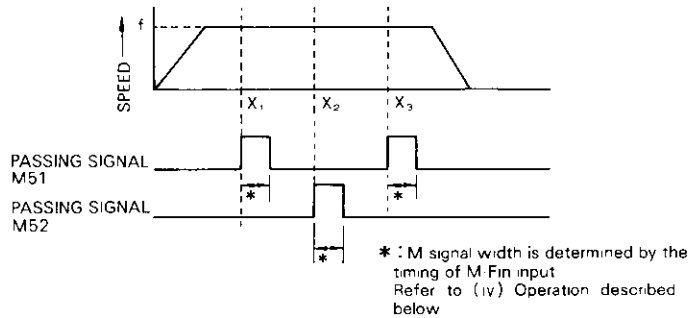 f
SPEED
X₁ X₂ X₃
PASSING SIGNAL
M51
*
*
PASSING SIGNAL
M52
*
* : M signal width is determined by the
timing of M·Fin input
Refer to (iv) Operation described
below